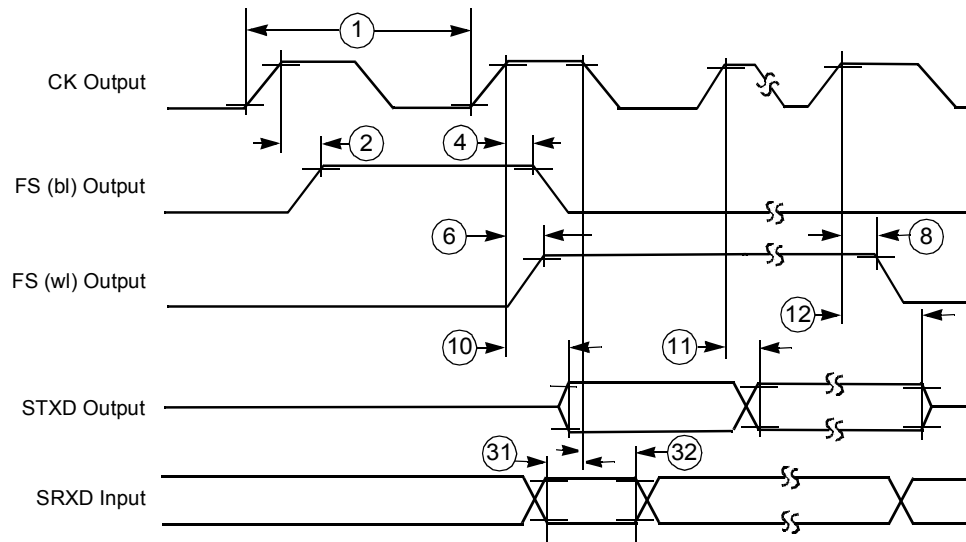 1
CK Output
2
4
FS (bl) Output
6
8
FS (wl) Output
12
10
11
STXD Output
31
32
SRXD Input